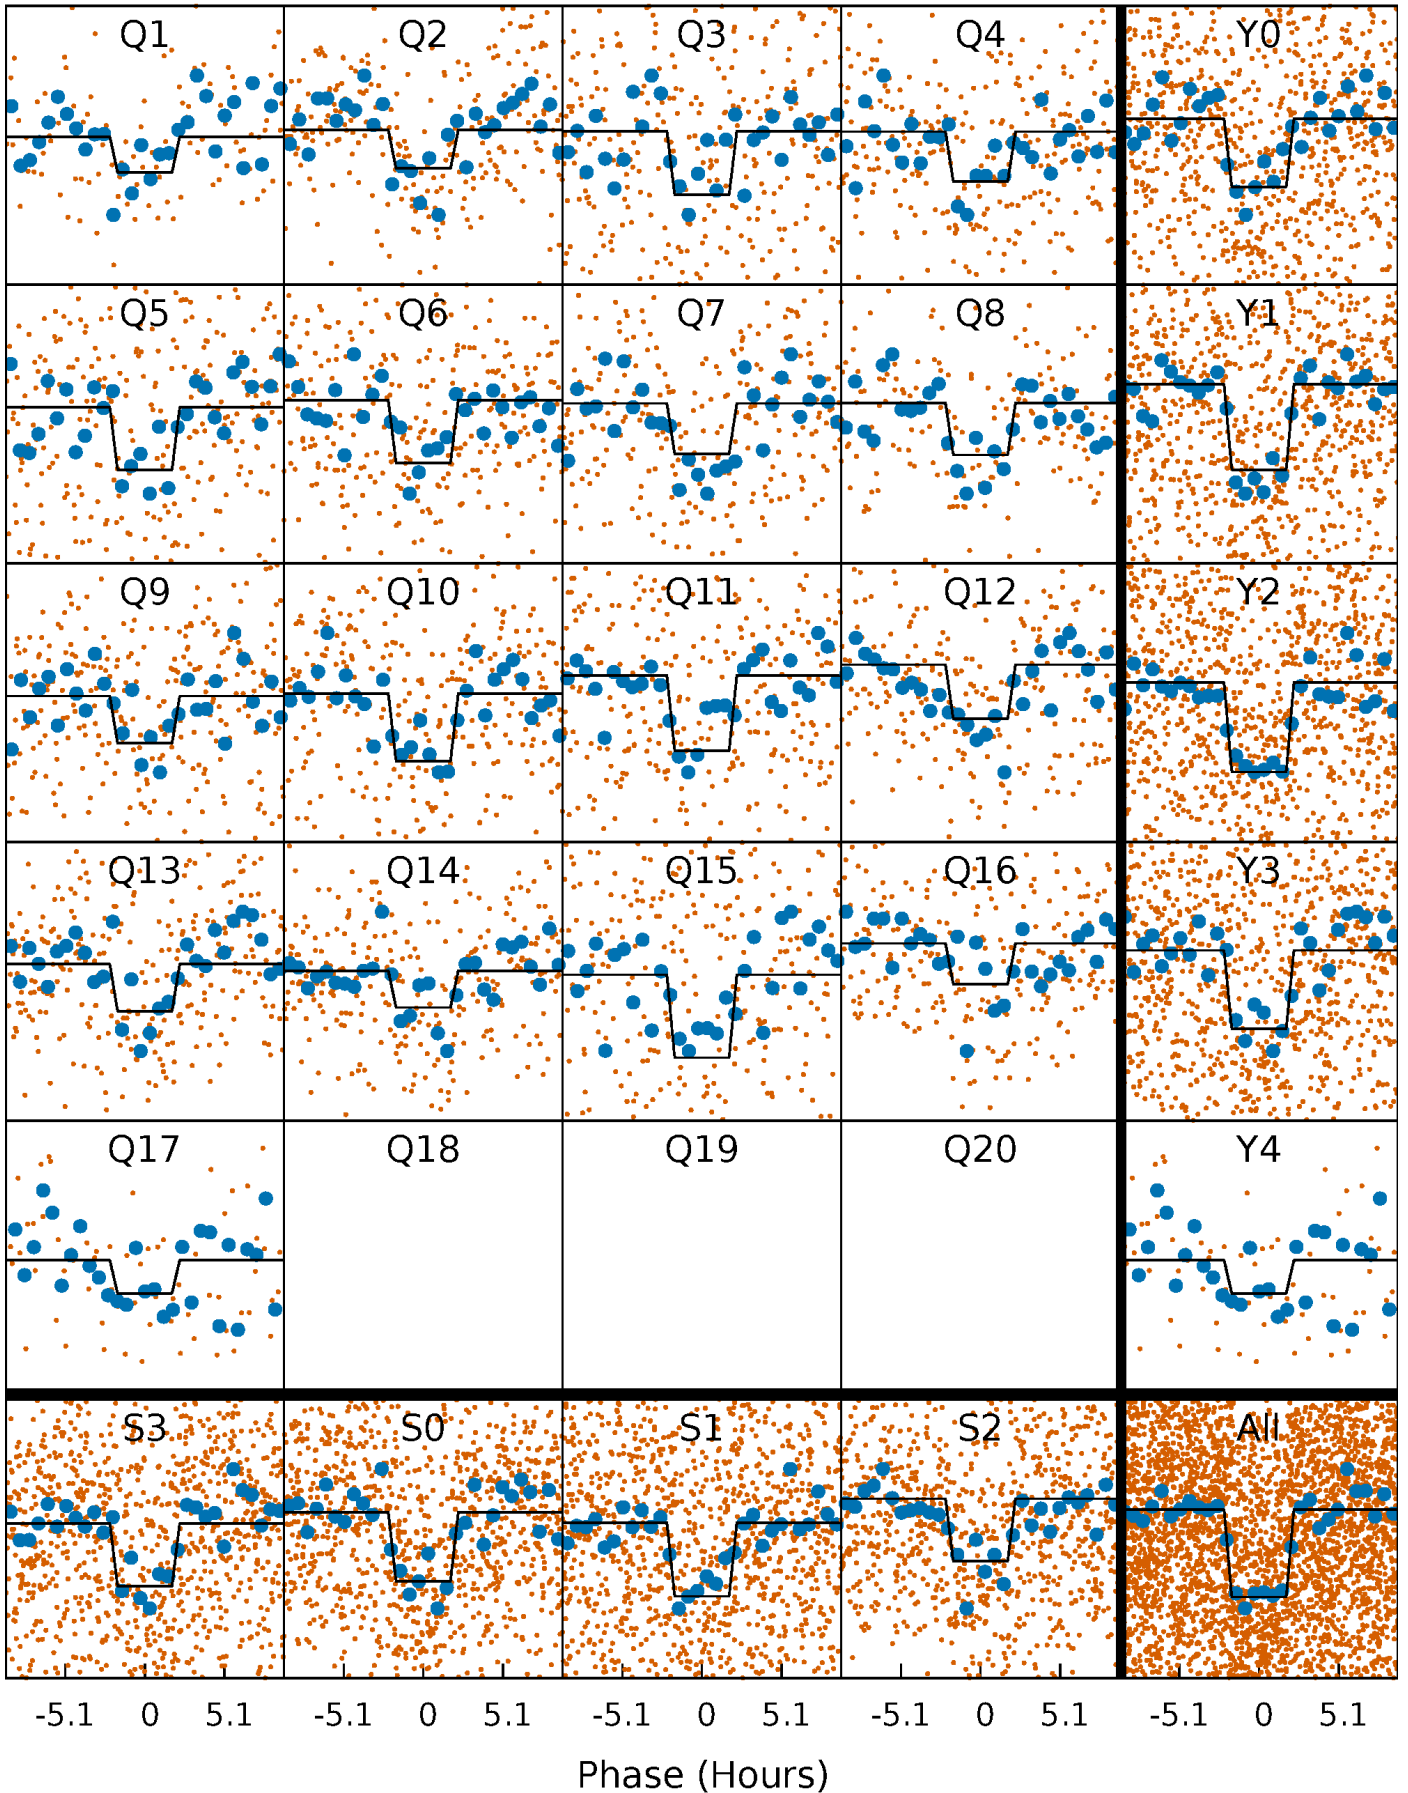 Q1 Q2 Q3 Q4 Y0
Q5 Q6 Q7 Q8 Y1
Q9 Q10 Q11 Q12 Y2
Q13 Q14 Q15 Q16 Y3
Q17 Q18 Q19 Q20 Y4
S3 S0 S1 S2 All
-5.1 0 5.1 -5.1 0 5.1 -5.1 0 5.1 -5.1 0 5.1 -5.1 0 5.1
Phase (Hours)